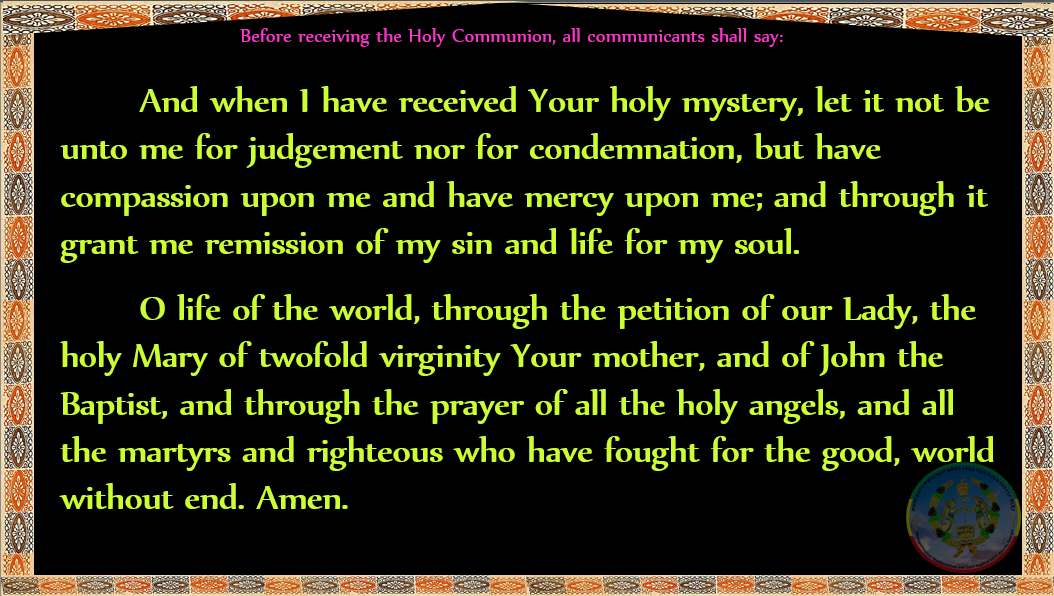 Before receiving the Holy Communion, all communicants shall say:
And when I have received Your holy mystery, let it not be
unto me for judgement nor for condemnation, but have
compassion upon me and have mercy upon me; and through it
grant me remission of my sin and life for my soul.
O life of the world, through the petition of our Lady, the
holy Mary of twofold virginity Your mother, and of John the
Baptist, and through the prayer of all the holy angels, and all
the martyrs and righteous who have fought for the good, world
without end. Amen.